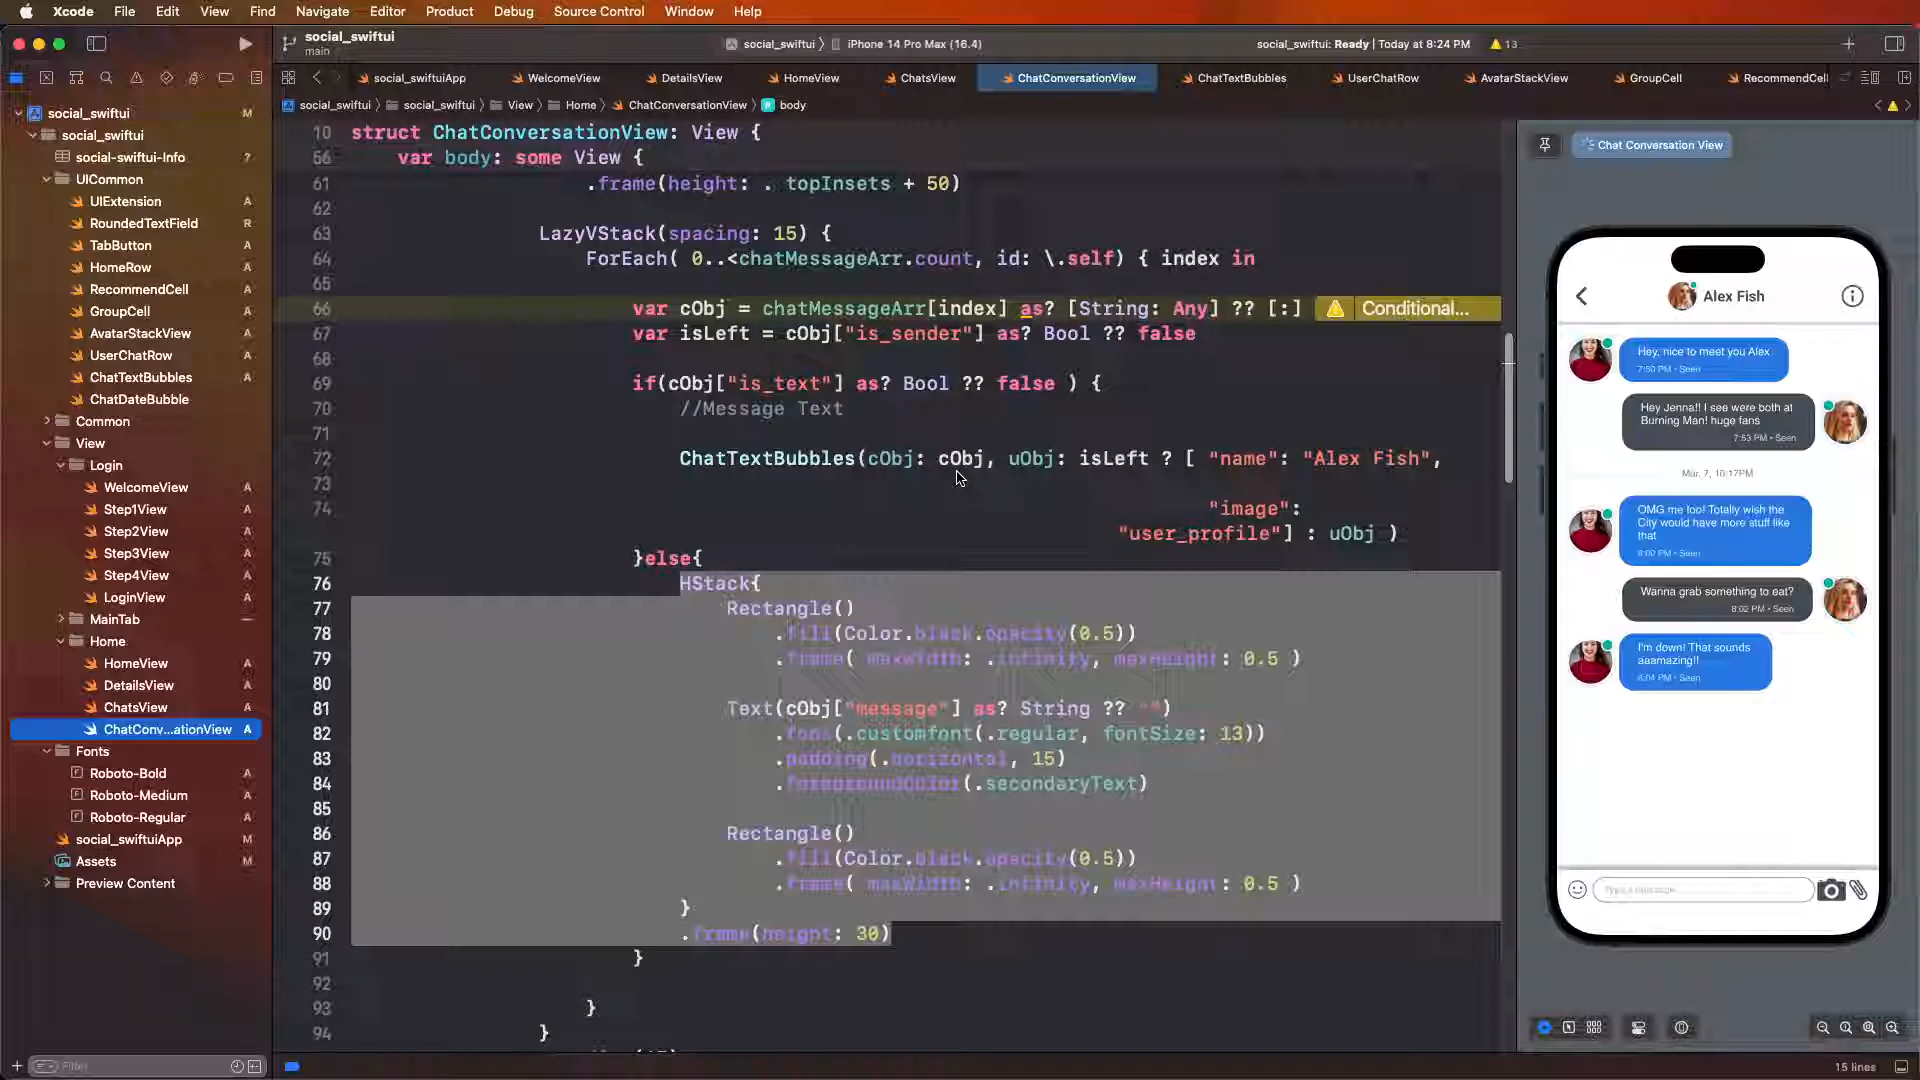 Xcode File Edit View Find Navigate Editor Product Debug Source Control Window Help
social_swiftui
main
social_swiftui iPhone 14 Pro Max (16.4)
social_swiftui: Ready | Today at 8:24 PM
13
social_swiftuiApp WelcomeView DetailsView HomeView ChatsView ChatConversationView ChatTextBubbles UserChatRow AvatarStackView GroupCell RecommendCell
social_swiftui social_swiftui View Home ChatConversationView body
social_swiftui M
social_swiftui
social-swiftui-Info ?
UICommon
UIExtension A
RoundedTextField R
TabButton A
HomeRow A
RecommendCell A
GroupCell A
AvatarStackView A
UserChatRow A
ChatTextBubbles A
ChatDateBubble
Common
View
Login
WelcomeView A
Step1View A
Step2View A
Step3View A
Step4View A
LoginView A
MainTab
Home
HomeView A
DetailsView A
ChatsView A
ChatConv...ationView A
Fonts
Roboto-Bold A
Roboto-Medium A
Roboto-Regular A
social_swiftuiApp M
Assets M
Preview Content
Filter
10 struct ChatConversationView: View {
56 var body: some View {
61 .frame(height: . topInsets + 50)
62
63 LazyVStack(spacing: 15) {
64 ForEach( 0..<chatMessageArr.count, id: \.self) { index in
65
66 var cObj = chatMessageArr[index] as? [String: Any] ?? [:] Conditional...
67 var isLeft = cObj["is_sender"] as? Bool ?? false
68
69 if(cObj["is_text"] as? Bool ?? false ) {
70 //Message Text
71
72 ChatTextBubbles(cObj: cObj, uObj: isLeft ? [ "name": "Alex Fish",
73
74 "image":
"user_profile"] : uObj )
75 }else{
76 HStack{
77 Rectangle()
78 .fill(Color.black.opacity(0.5))
79 .frame( maxWidth: .infinity, maxHeight: 0.5 )
80
81 Text(cObj["message"] as? String ?? "")
82 .font(.customfont(.regular, fontSize: 13))
83 .padding(.horizontal, 15)
84 .foregroundColor(.secondaryText)
85
86 Rectangle()
87 .fill(Color.black.opacity(0.5))
88 .frame( maxWidth: .infinity, maxHeight: 0.5 )
89 }
90 .frame(height: 30)
91 }
92
93 }
94 }
Chat Conversation View
Alex Fish
Hey, nice to meet you Alex
7:50 PM • Seen
Hey Jenna!! I see were both at
Burning Man! huge fans
7:53 PM • Seen
Mar, 7, 10:17PM
OMG me too! Totally wish the
City would have more stuff like
that
8:00 PM • Seen
Wanna grab something to eat?
8:02 PM • Seen
I'm down! That sounds
aaamazing!!
8:04 PM • Seen
Type a message...
15 lines